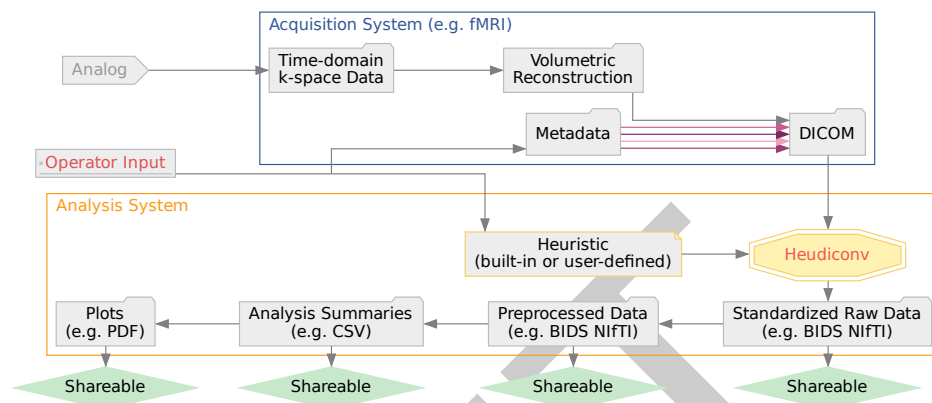 Acquisition System (e.g. fMRI)
Analog
Time-domain
k-space Data
Volumetric
Reconstruction
Metadata
DICOM
Operator Input
Analysis System
Heuristic
(built-in or user-defined)
Heudiconv
Plots
(e.g. PDF)
Analysis Summaries
(e.g. CSV)
Preprocessed Data
(e.g. BIDS NIfTI)
Standardized Raw Data
(e.g. BIDS NIfTI)
Shareable
Shareable
Shareable
Shareable